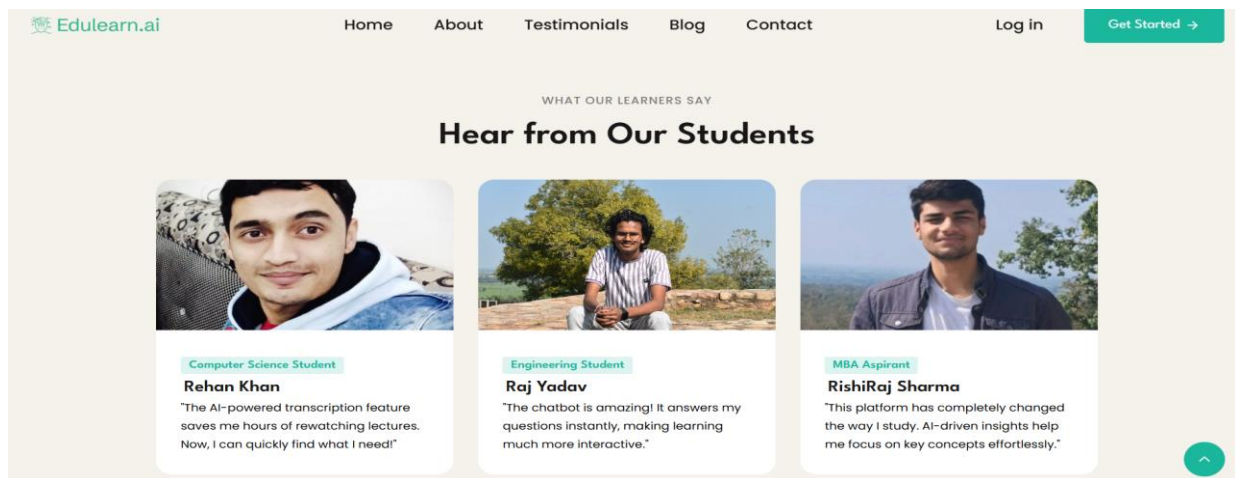 Edulearn.ai Home About Testimonials Blog Contact Log in Get Started →
WHAT OUR LEARNERS SAY
Hear from Our Students
Computer Science Student
Rehan Khan
"The AI-powered transcription feature
saves me hours of rewatching lectures.
Now, I can quickly find what I need!"
Engineering Student
Raj Yadav
"The chatbot is amazing! It answers my
questions instantly, making learning
much more interactive."
MBA Aspirant
RishiRaj Sharma
"This platform has completely changed
the way I study. AI-driven insights help
me focus on key concepts effortlessly."